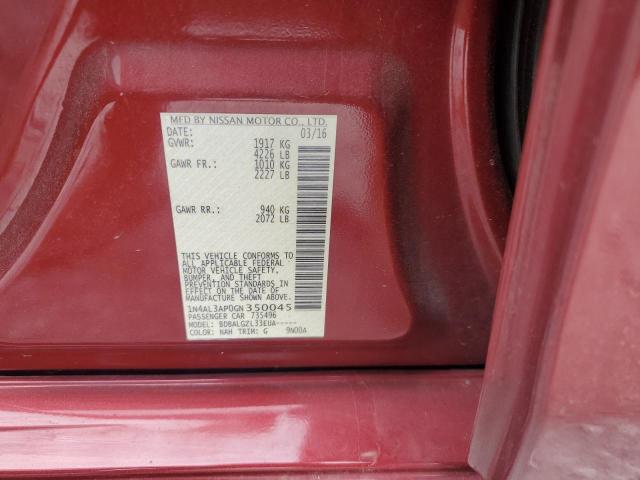 MFD BY NISSAN MOTOR CO., LTD.
DATE: 03/16
GVWR: 1917 KG
4226 LB
GAWR FR.: 1010 KG
2227 LB
GAWR RR.: 940 KG
2072 LB
THIS VEHICLE CONFORMS TO
ALL APPLICABLE FEDERAL
MOTOR VEHICLE SAFETY,
BUMPER, AND THEFT
PREVENTION STANDARDS IN
EFFECT ON THE DATE OF
MANUFACTURE SHOWN ABOVE.
1N4AL3AP0GN350045
PASSENGER CAR 735496
MODEL: BDBALGZL33EUA-----
COLOR: NAH TRIM: G 9N00A